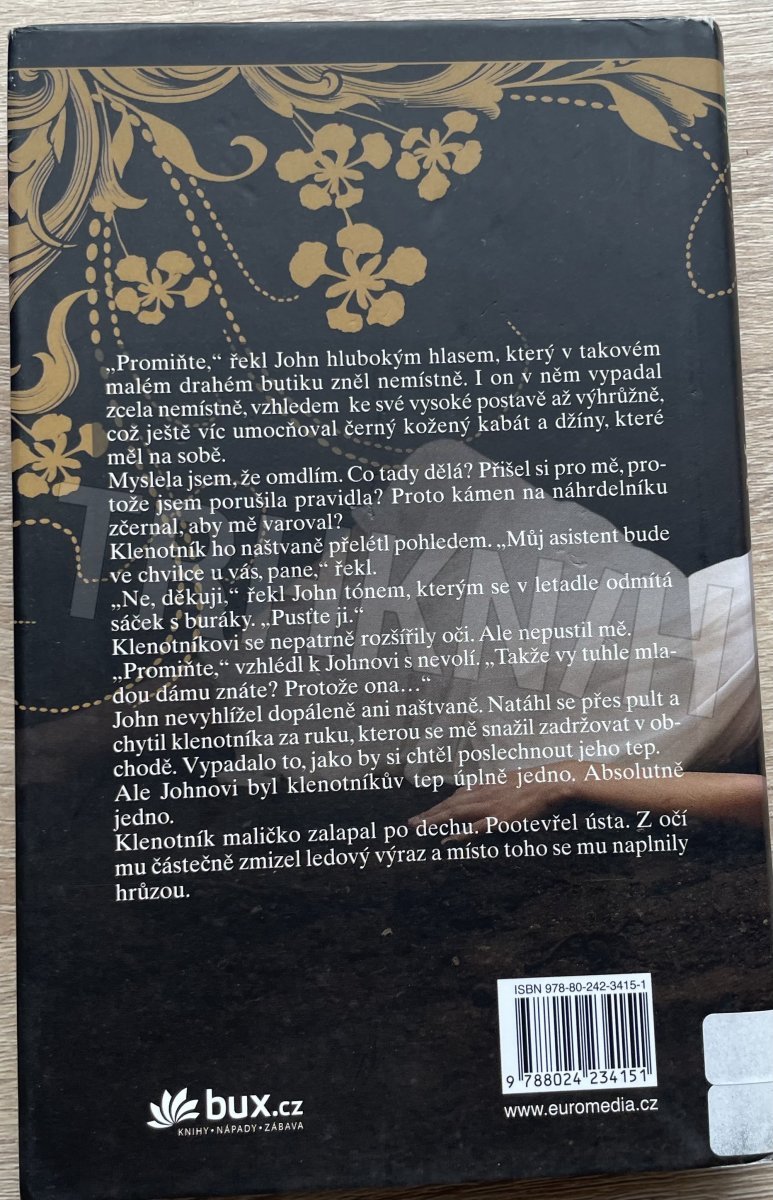 „Promiňte,“ řekl John hlubokým hlasem, který v takovém
malém drahém butiku zněl nemístně. I on v něm vypadal
zcela nemístně, vzhledem ke své vysoké postavě až výhrůžně,
což ještě víc umocňoval černý kožený kabát a džíny, které
měl na sobě.
Myslela jsem, že omdlím. Co tady dělá? Přišel si pro mě, pro-
tože jsem porušila pravidla? Proto kámen na náhrdelníku
zčernal, aby mě varoval?
Klenotník ho naštvaně přelétl pohledem. „Můj asistent bude
ve chvilce u vás, pane,“ řekl.
„Ne, děkuji,“ řekl John tónem, kterým se v letadle odmítá
sáček s buráky. „Pusťte ji.“
Klenotníkovi se nepatrně rozšířily oči. Ale nepustil mě.
„Promiňte,“ vzhlédl k Johnovi s nevolí. „Takže vy tuhle mla-
dou dámu znáte? Protože ona…“
John nevyhlížel dopáleně ani naštvaně. Natáhl se přes pult a
chytil klenotníka za ruku, kterou se mě snažil zadržovat v ob-
chodě. Vypadalo to, jako by si chtěl poslechnout jeho tep.
Ale Johnovi byl klenotníkův tep úplně jedno. Absolutně
jedno.
Klenotník maličko zalapal po dechu. Pootevřel ústa. Z očí
mu částečně zmizel ledový výraz a místo toho se mu naplnily
hrůzou.
TRHKNIH
ISBN 978-80-242-3415-1
9 788024 234151
www.euromedia.cz
bux.cz
KNIHY • NÁPADY • ZÁBAVA